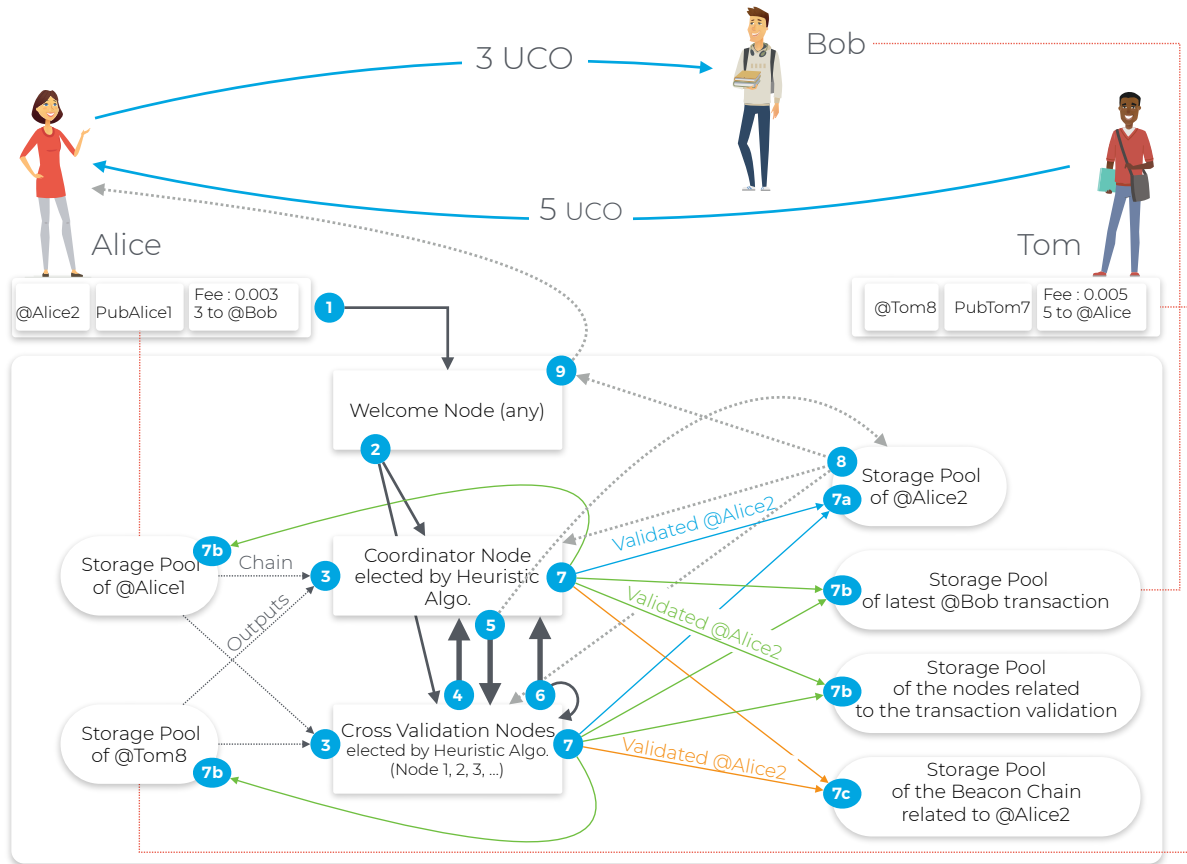 3 UCO
Bob
5 UCO
Alice
Tom
@Alice2
PubAlice1
Fee : 0.003
3 to @Bob
1
@Tom8
PubTom7
Fee : 0.005
5 to @Alice
9
Welcome Node (any)
2
8
Storage Pool
of @Alice2
7a
Validated @Alice2
7b
Storage Pool
of @Alice1
Chain
3
Coordinator Node
elected by Heuristic
Algo.
7
7b
Storage Pool
of latest @Bob transaction
Validated @Alice2
Outputs
5
4
6
7b
Storage Pool
of the nodes related
to the transaction validation
Storage Pool
of @Tom8
7b
3
Cross Validation Nodes
elected by Heuristic Algo.
(Node 1, 2, 3, ...)
7
Validated @Alice2
7c
Storage Pool
of the Beacon Chain
related to @Alice2